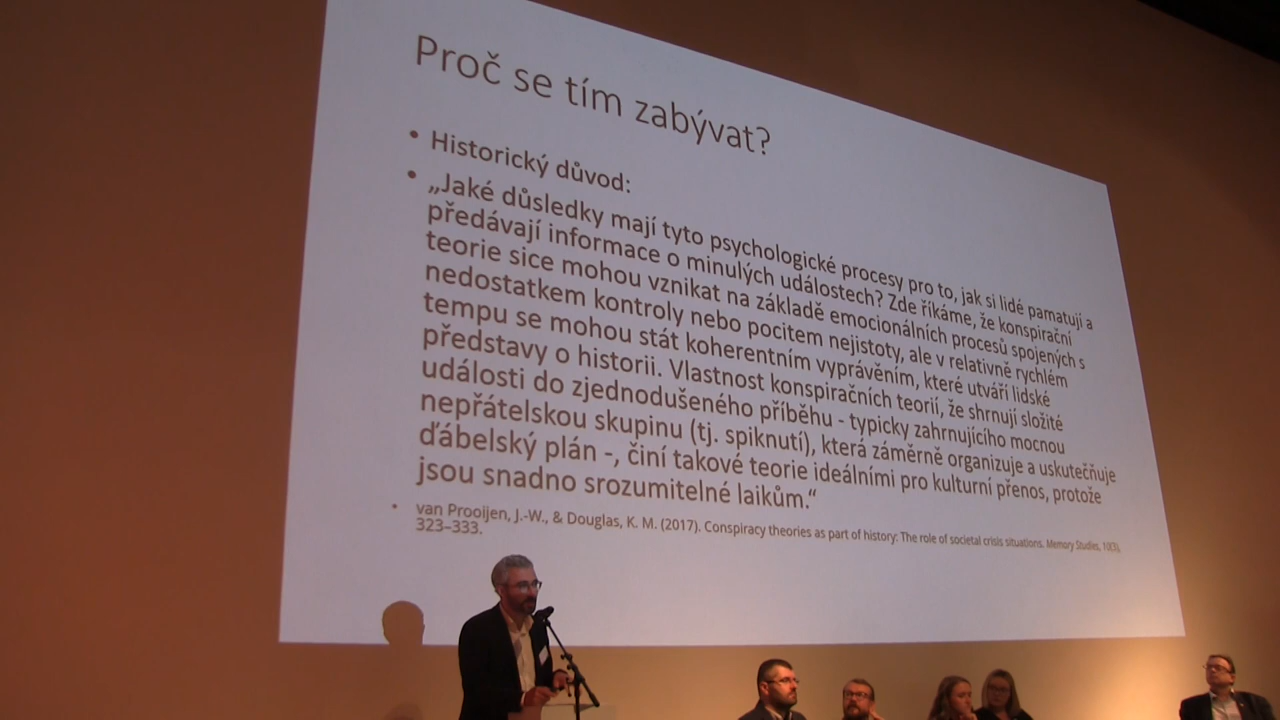 Proč se tím zabývat?
• Historický důvod:
• „Jaké důsledky mají tyto psychologické procesy pro to, jak si lidé pamatují a
předávají informace o minulých událostech? Zde říkáme, že konspirační
teorie sice mohou vznikat na základě emocionálních procesů spojených s
nedostatkem kontroly nebo pocitem nejistoty, ale v relativně rychlém
tempu se mohou stát koherentním vyprávěním, které utváří lidské
představy o historii. Vlastnost konspiračních teorií, že shrnují složité
události do zjednodušeného příběhu - typicky zahrnujícího mocnou
nepřátelskou skupinu (tj. spiknutí), která záměrně organizuje a uskutečňuje
ďábelský plán -, činí takové teorie ideálními pro kulturní přenos, protože
jsou snadno srozumitelné laikům.“
• van Prooijen, J.-W., & Douglas, K. M. (2017). Conspiracy theories as part of history: The role of societal crisis situations. Memory Studies, 10(3),
323–333.